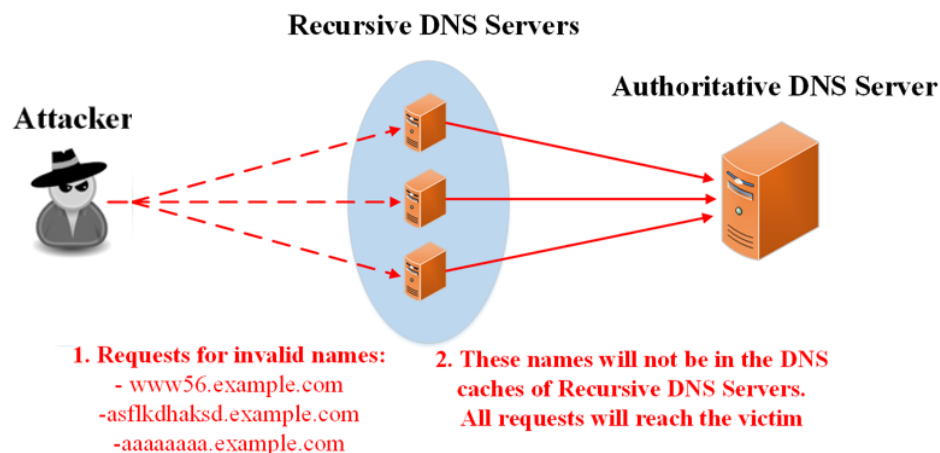 Recursive DNS Servers
Authoritative DNS Server
Attacker
1. Requests for invalid names:
- www56.example.com
-asflkdhaksd.example.com
-aaaaaaaa.example.com
2. These names will not be in the DNS
caches of Recursive DNS Servers.
All requests will reach the victim